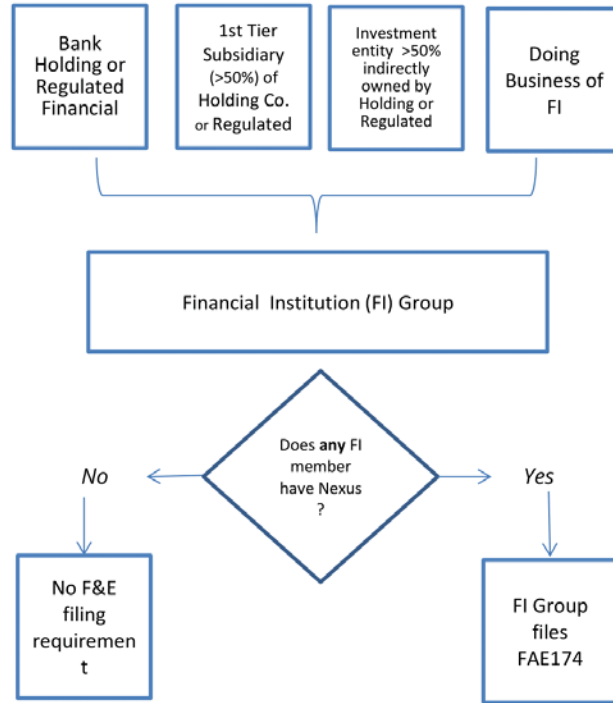 Bank
Holding or
Regulated
Financial
1st Tier
Subsidiary
(>50%) of
Holding Co.
or Regulated
Investment
entity >50%
indirectly
owned by
Holding or
Regulated
Doing
Business of
FI
Financial Institution (FI) Group
Does any FI
member
have Nexus
?
No
Yes
No F&E
filing
requiremen
t
FI Group
files
FAE174